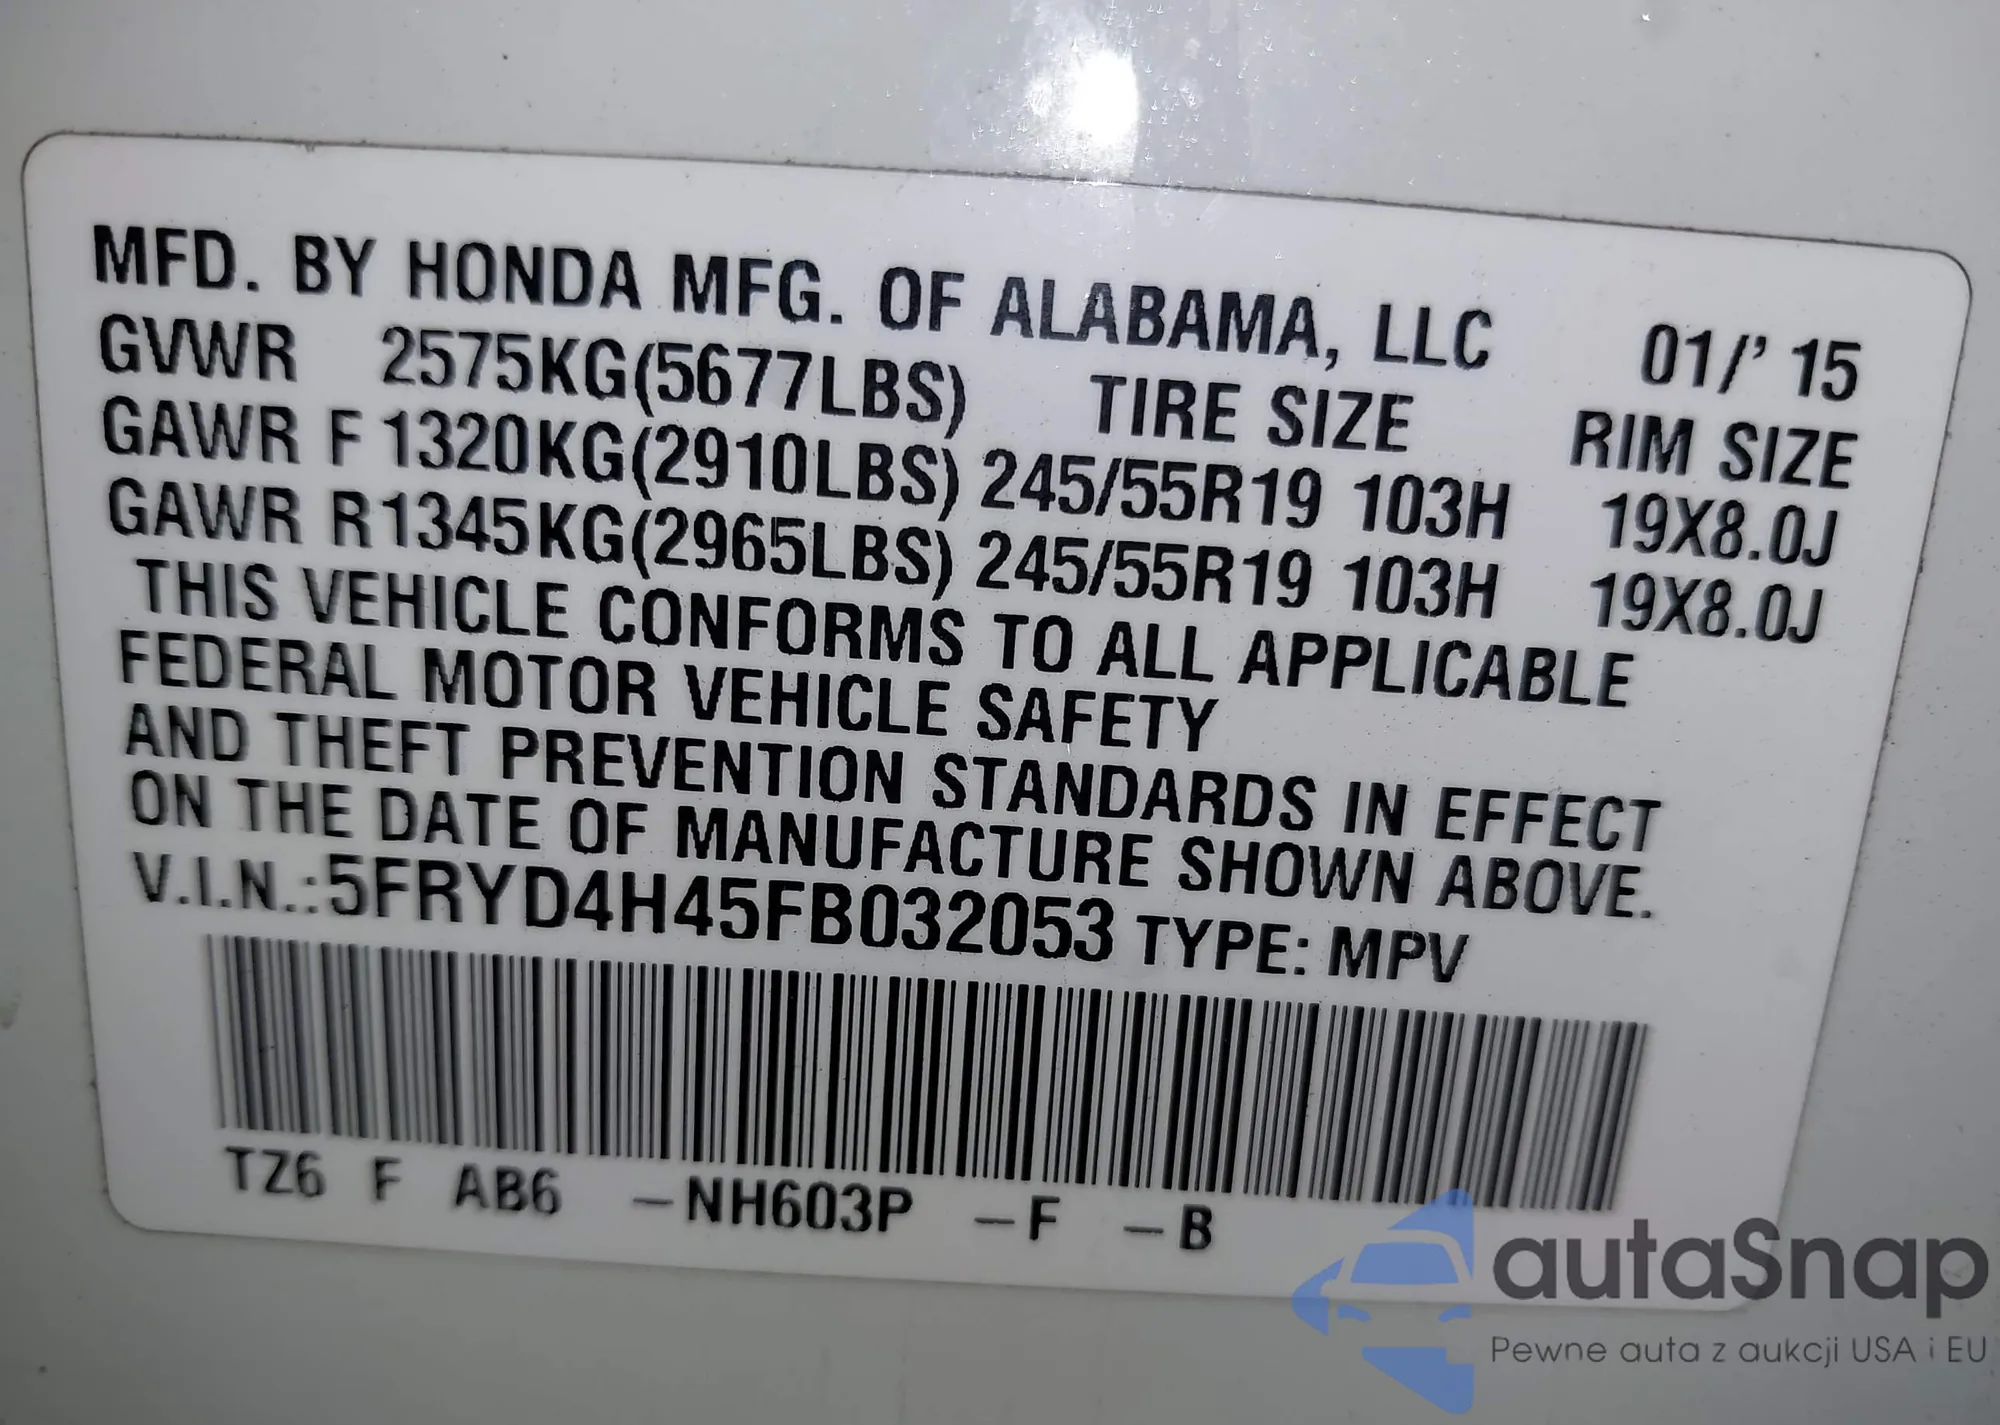 MFD. BY HONDA MFG. OF ALABAMA, LLC 01/' 15
GVWR 2575KG(5677LBS) TIRE SIZE RIM SIZE
GAWR F 1320KG(2910LBS) 245/55R19 103H 19X8.0J
GAWR R1345KG(2965LBS) 245/55R19 103H 19X8.0J
THIS VEHICLE CONFORMS TO ALL APPLICABLE
FEDERAL MOTOR VEHICLE SAFETY
AND THEFT PREVENTION STANDARDS IN EFFECT
ON THE DATE OF MANUFACTURE SHOWN ABOVE.
V.I.N.:5FRYD4H45FB032053 TYPE: MPV
TZ6 F AB6 –NH603P –F –B
autaSnap
Pewne auta z aukcji USA i EU